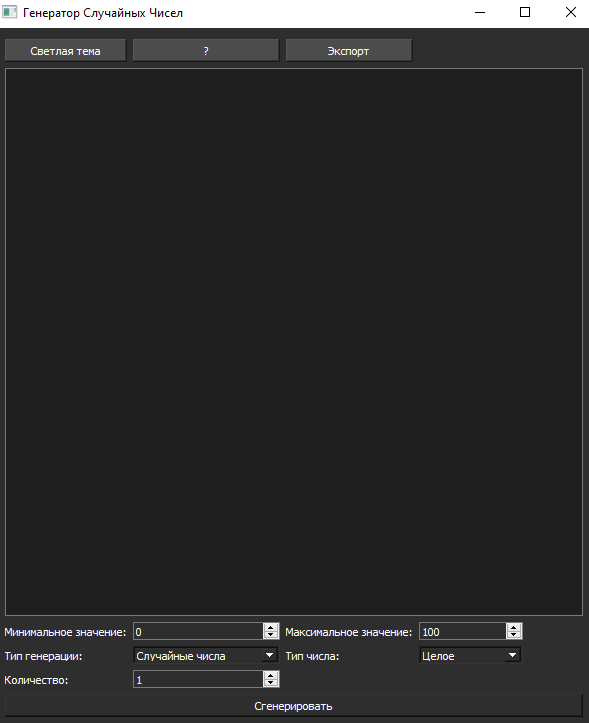 Генератор Случайных Чисел
Светлая тема ? Экспорт
Минимальное значение: 0 Максимальное значение: 100
Тип генерации: Случайные числа Тип числа: Целое
Количество: 1
Сгенерировать